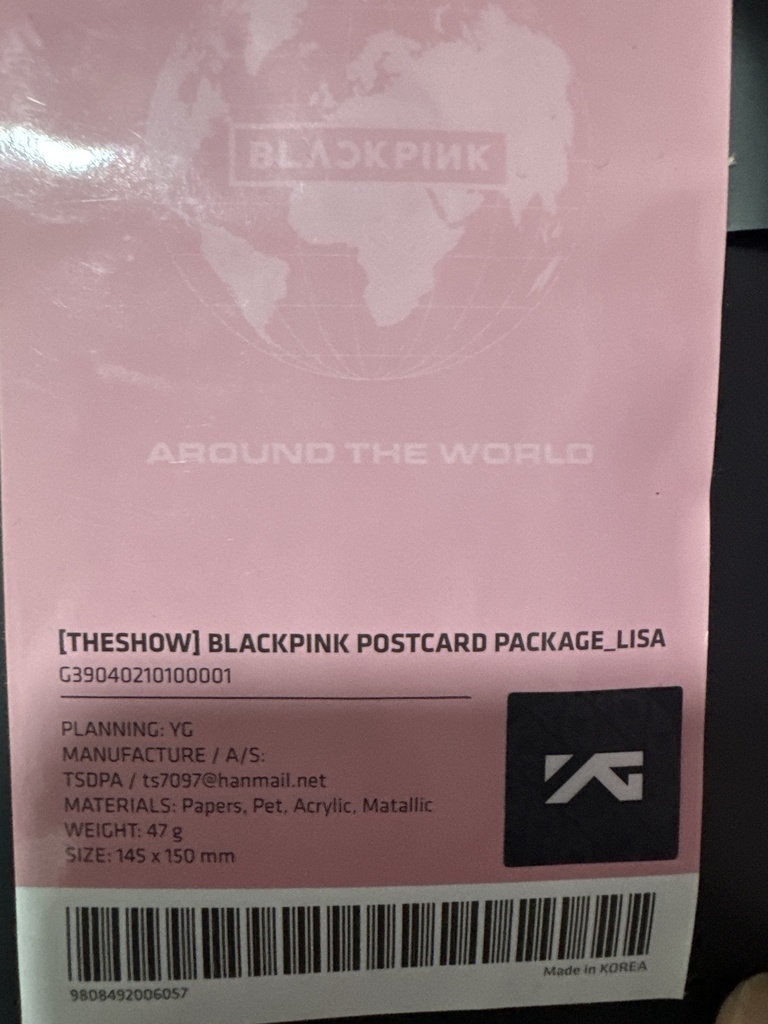 BLACKPINK
AROUND THE WORLD
[THESHOW] BLACKPINK POSTCARD PACKAGE_LISA
G39040210100001
PLANNING: YG
MANUFACTURE / A/S:
TSDPA / ts7097@hanmail.net
MATERIALS: Papers, Pet, Acrylic, Matallic
WEIGHT: 47 g
SIZE: 145 x 150 mm
YG
Made in KOREA
9808492006057